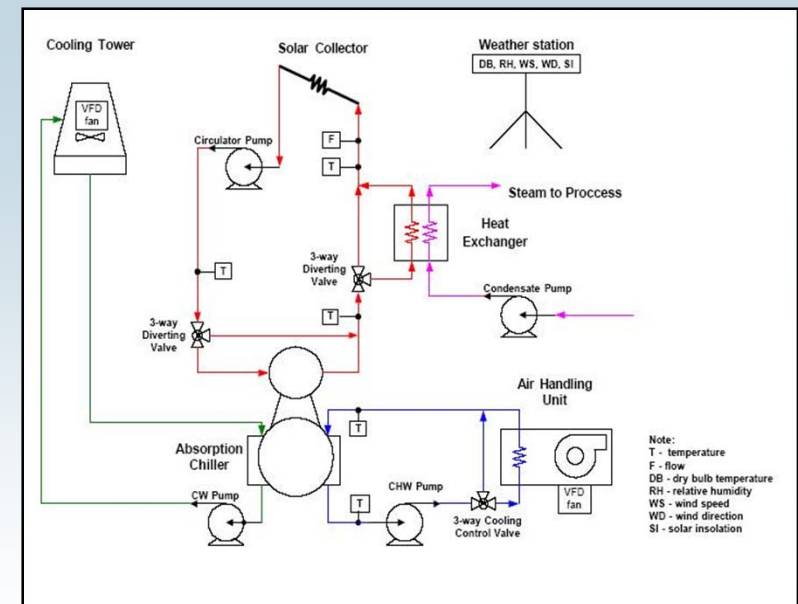 Cooling Tower
Solar Collector
Weather station
DB, RH, WS, WD, SI
VFD
fan
Circulator Pump
F
T
Steam to Proccess
Heat
Exchanger
3-way
Diverting
Valve
T
Condensate Pump
T
3-way
Diverting
Valve
Air Handling
Unit
T
Absorption
Chiller
CW Pump
CHW Pump
T
3-way Cooling
Control Valve
VFD
fan
Note:
T - temperature
F - flow
DB - dry bulb temperature
RH - relative humidity
WS - wind speed
WD - wind direction
SI - solar insolation